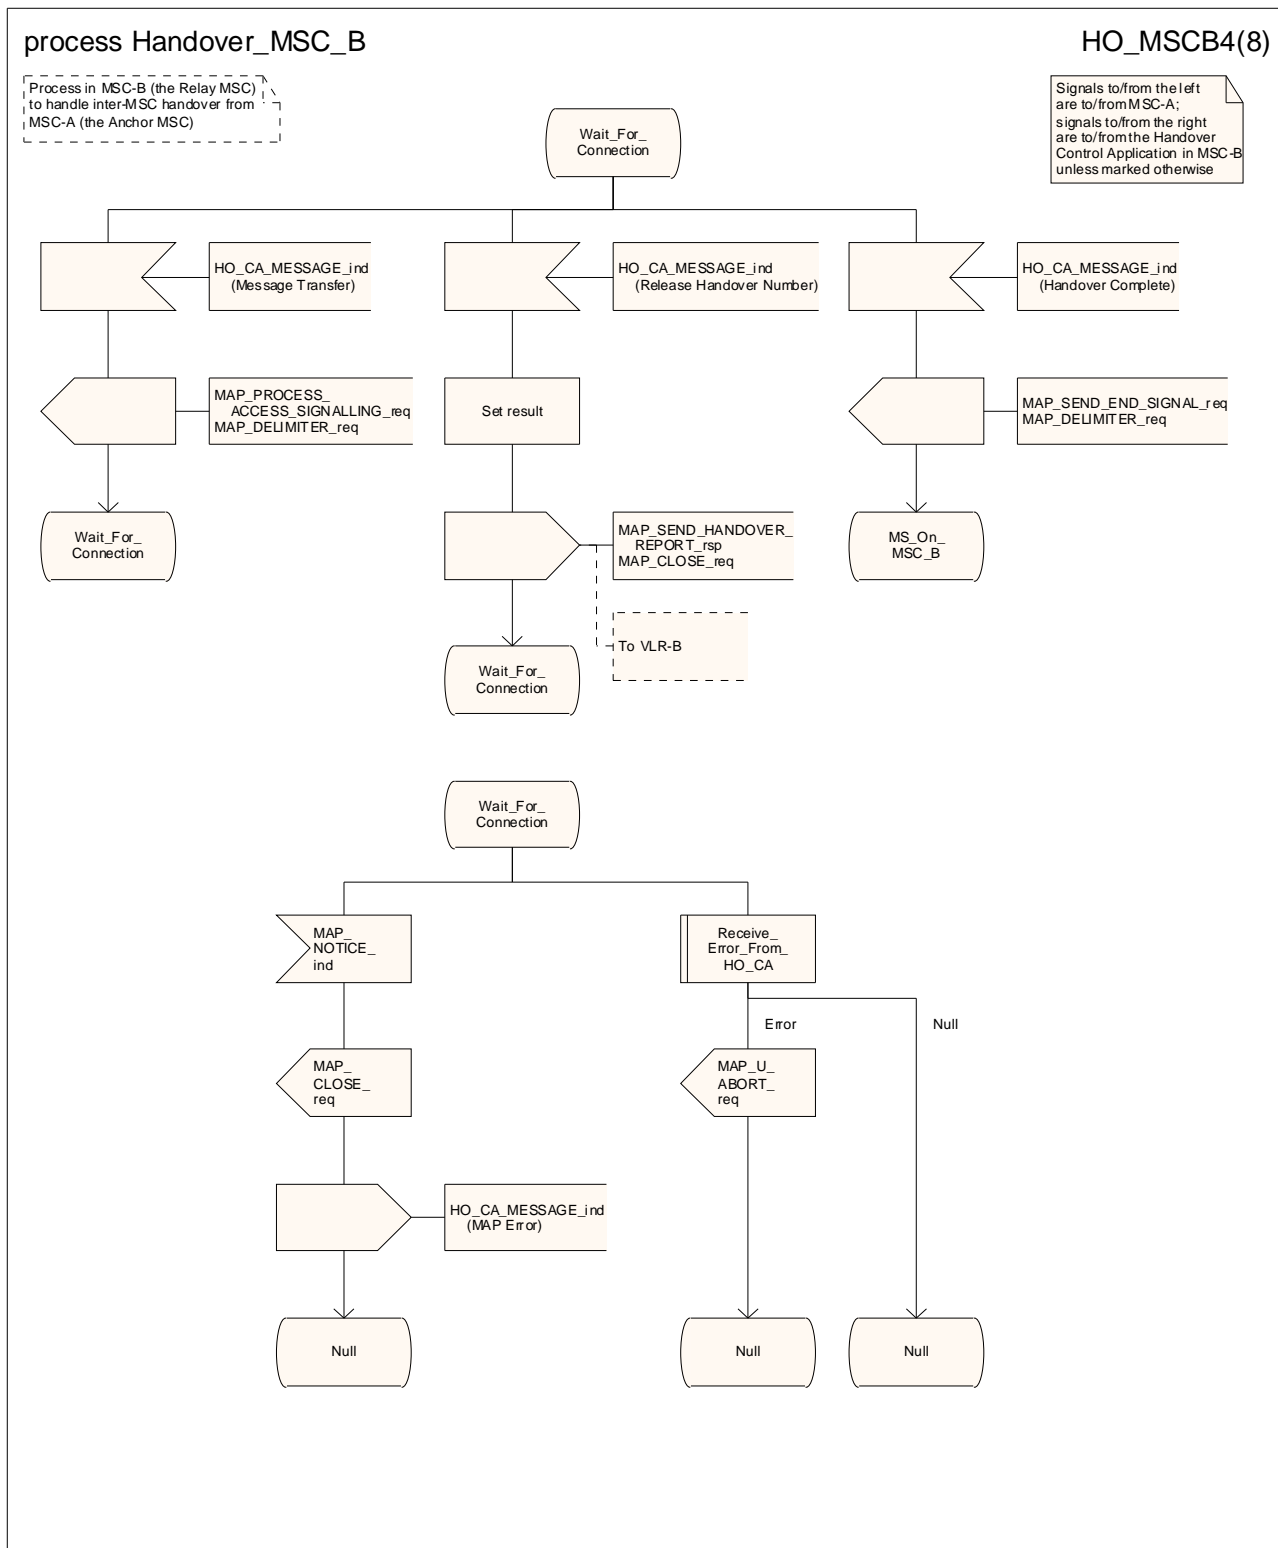 process Handover_MSC_B
HO_MSCB4(8)
Process in MSC-B (the Relay MSC)
to handle inter-MSC handover from
MSC-A (the Anchor MSC)
Signals to/from the left
are to/from MSC-A;
signals to/from the right
are to/from the Handover
Control Application in MSC-B
unless marked otherwise
Wait_For_
Connection
HO_CA_MESSAGE_ind
(Message Transfer)
HO_CA_MESSAGE_ind
(Release Handover Number)
HO_CA_MESSAGE_ind
(Handover Complete)
MAP_PROCESS_
ACCESS_SIGNALLING_req
MAP_DELIMITER_req
Set result
MAP_SEND_END_SIGNAL_req
MAP_DELIMITER_req
Wait_For_
Connection
MAP_SEND_HANDOVER_
REPORT_rsp
MAP_CLOSE_req
MS_On_
MSC_B
To VLR-B
Wait_For_
Connection
Wait_For_
Connection
MAP_
NOTICE_
ind
Receive_
Error_From_
HO_CA
Error
Null
MAP_
CLOSE_
req
MAP_U_
ABORT_
req
HO_CA_MESSAGE_ind
(MAP Error)
Null
Null
Null